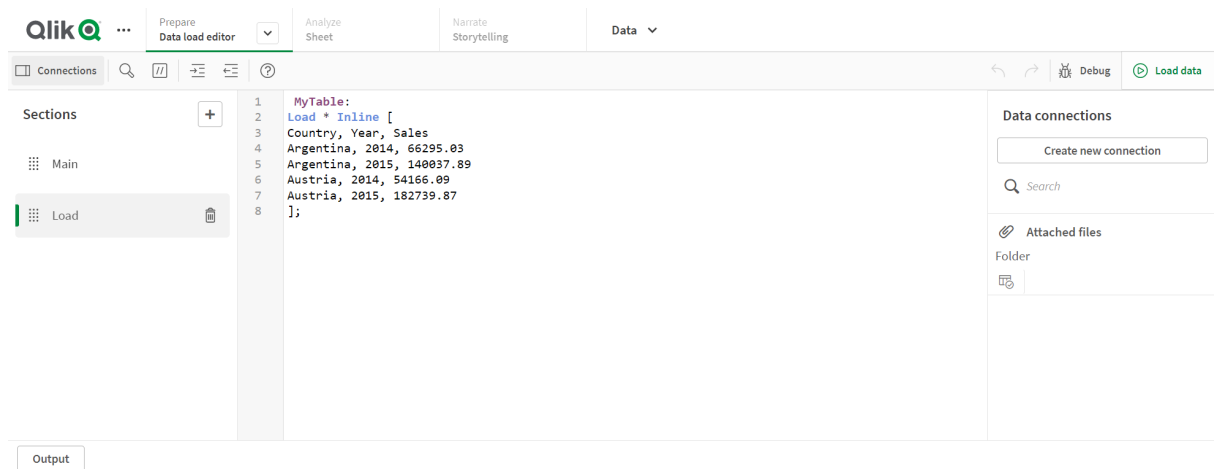 Qlik
Prepare
Data load editor
Analyze
Sheet
Narrate
Storytelling
Data
Connections
//
?
Debug
Load data
Sections
+
Main
Load
1 MyTable:
2 Load * Inline [
3 Country, Year, Sales
4 Argentina, 2014, 66295.03
5 Argentina, 2015, 140037.89
6 Austria, 2014, 54166.09
7 Austria, 2015, 182739.87
8 ];
Data connections
Create new connection
Search
Attached files
Folder
Output